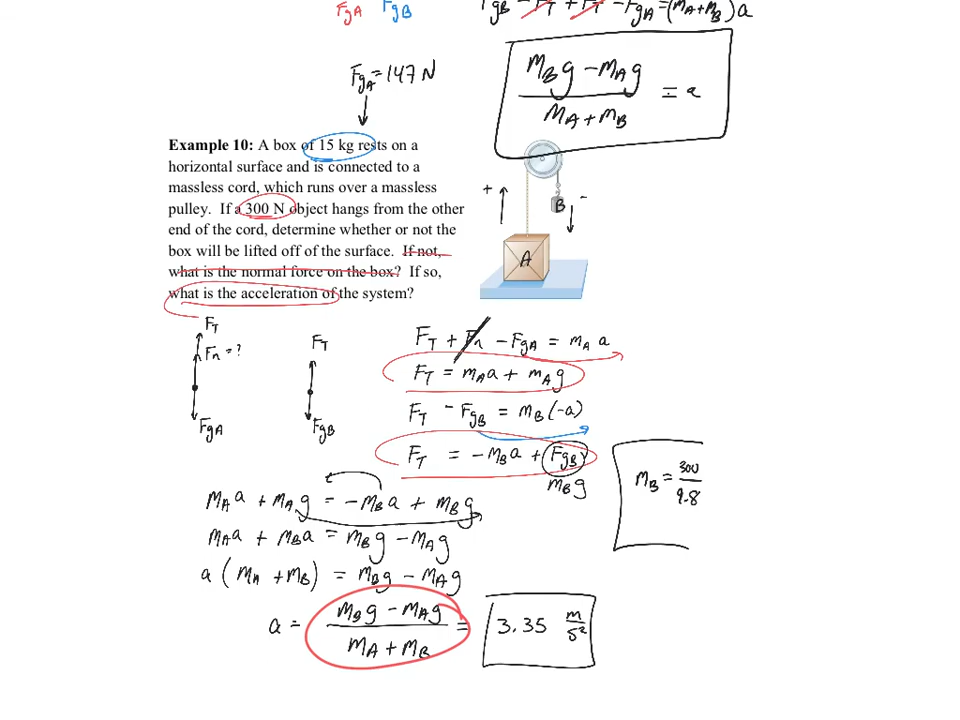 FgA FgB
FgB - FT + FT - FgA = (mA + mB) a
FgA = 147 N
mBg - mAg
mA + mB
= a
Example 10: A box of 15 kg rests on a
horizontal surface and is connected to a
massless cord, which runs over a massless
pulley. If a 300 N object hangs from the other
end of the cord, determine whether or not the
box will be lifted off of the surface. If not,
what is the normal force on the box? If so,
what is the acceleration of the system?
+
B -
A
FT
Fn = ?
FgA
FT
FgB
FT + Fn - FgA = mA a
FT = mA a + mA g
FT - FgB = mB (-a)
FT = -mB a + FgB
mB g
mB = 300
9.8
mA a + mA g = -mB a + mB g
mA a + mB a = mB g - mA g
a (mA + mB) = mB g - mA g
a = mB g - mA g
mA + mB
= 3.35 m
s²